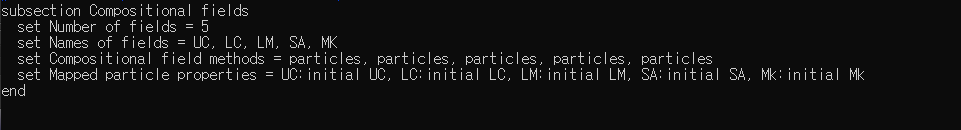 subsection Compositional fields
  set Number of fields = 5
  set Names of fields = UC, LC, LM, SA, MK
  set Compositional field methods = particles, particles, particles, particles, particles
  set Mapped particle properties = UC:initial UC, LC:initial LC, LM:initial LM, SA:initial SA, Mk:initial Mk
end